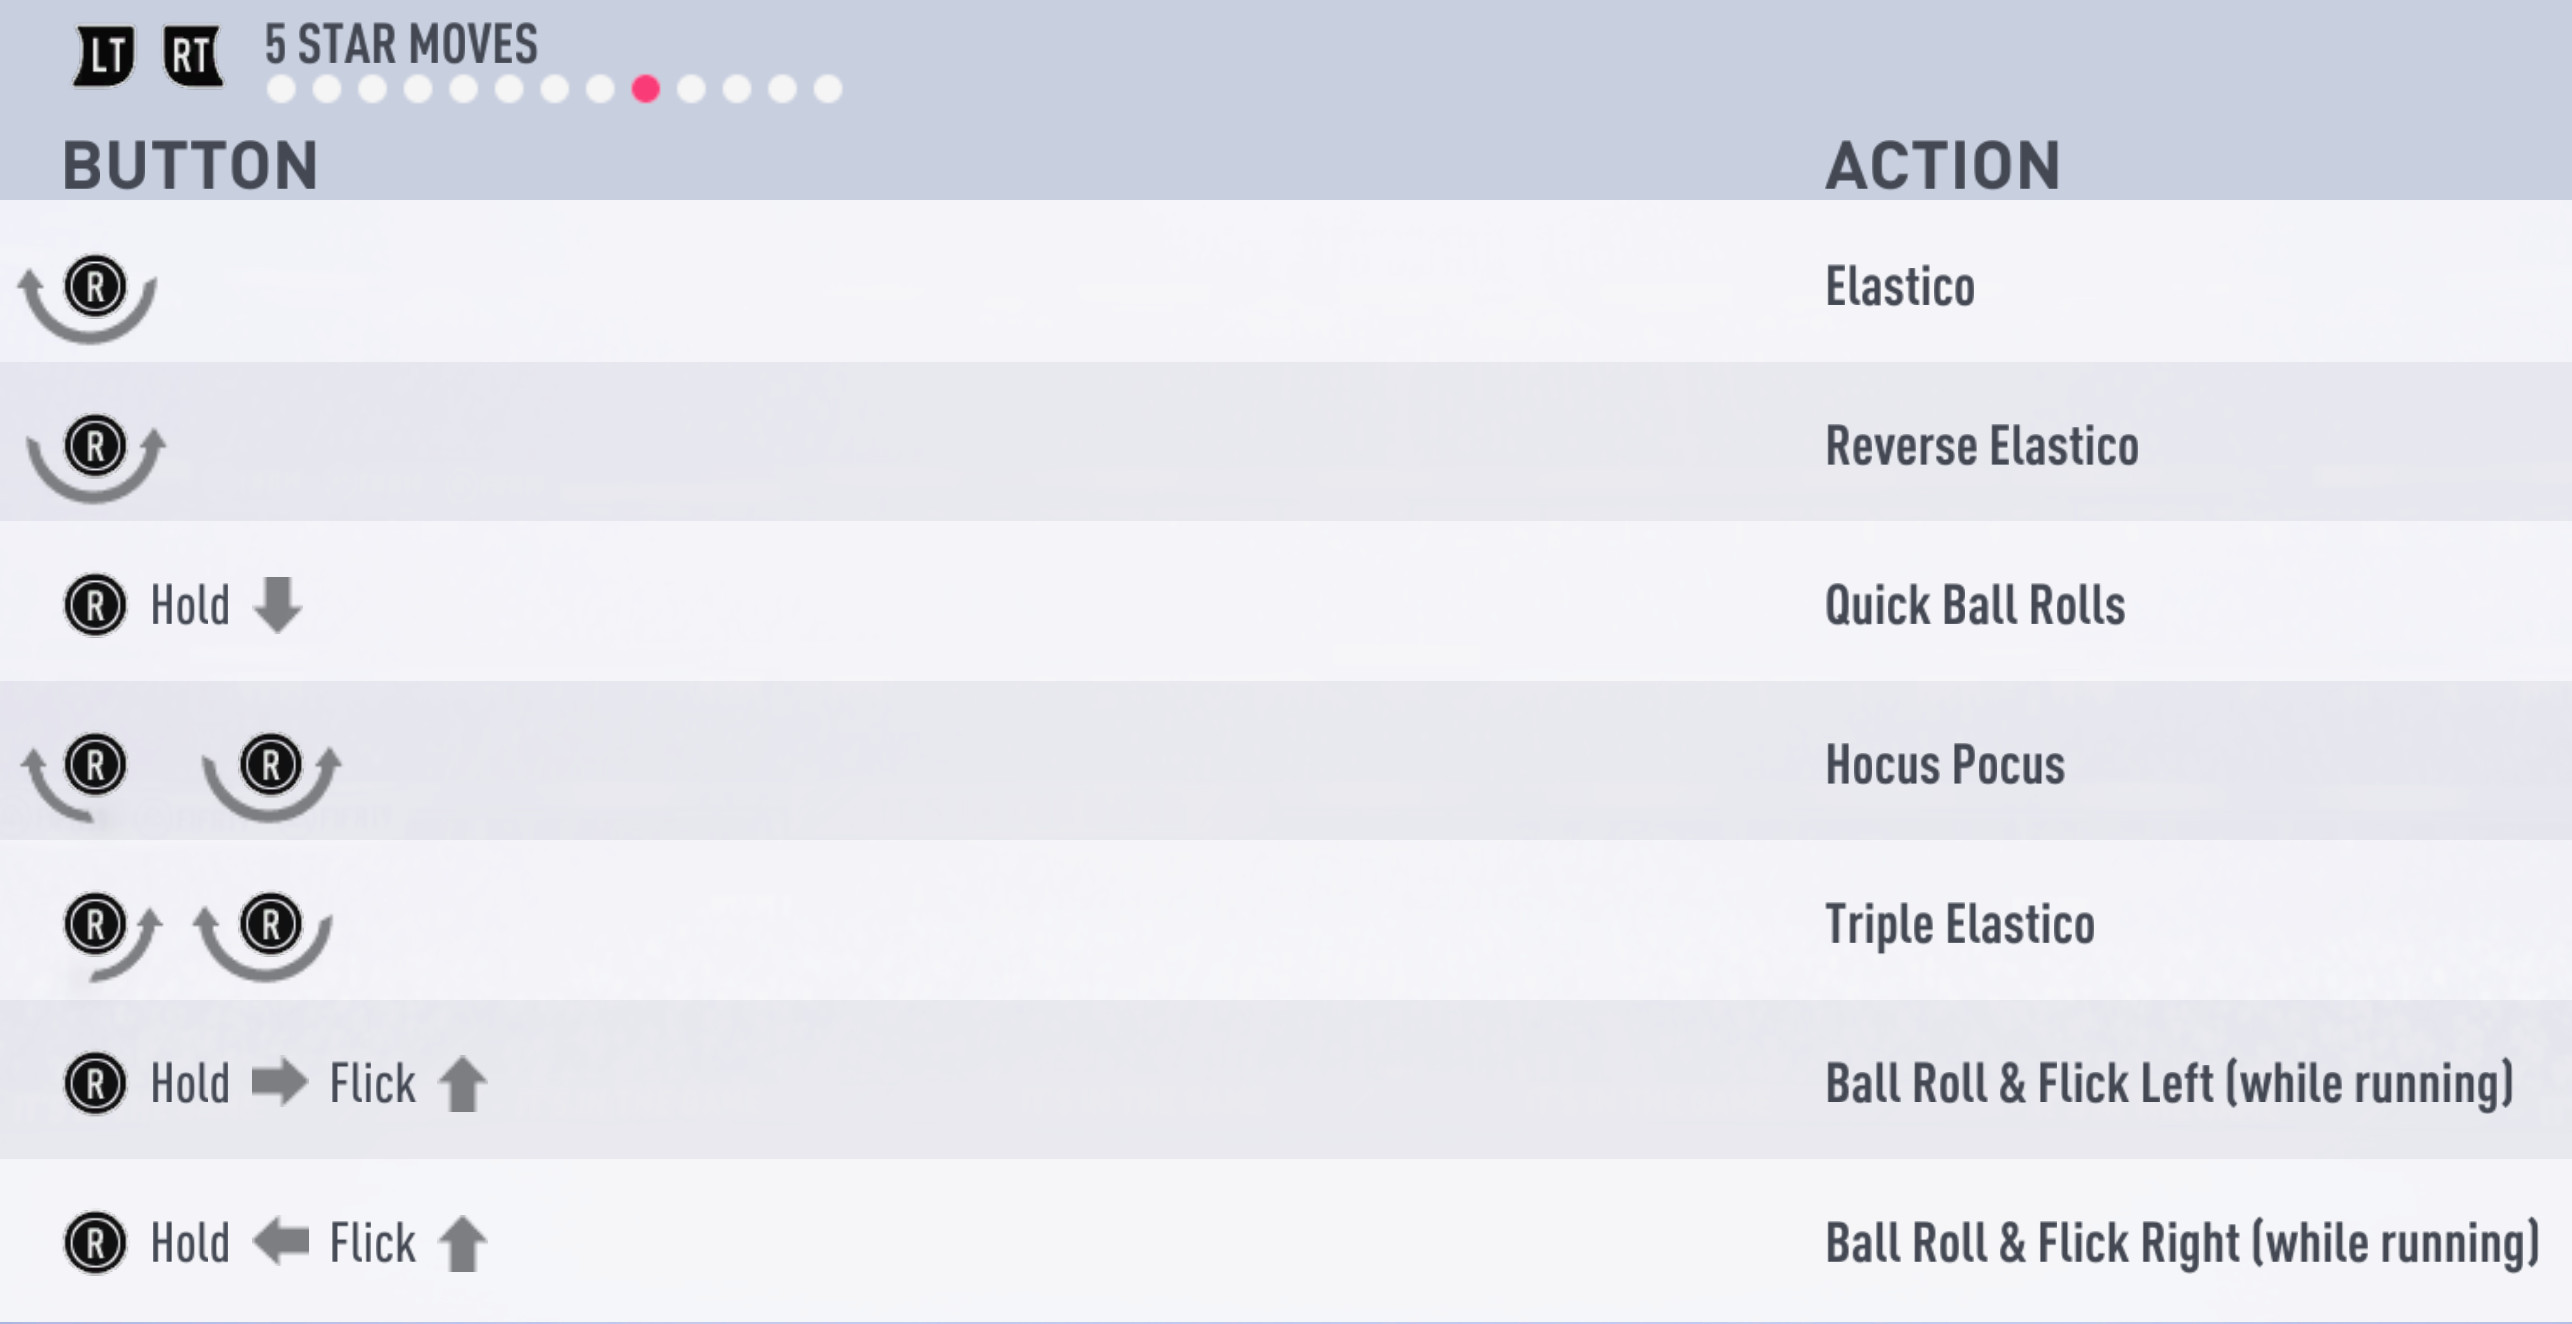 LT RT 5 STAR MOVES
BUTTON ACTION
R Elastico
R Reverse Elastico
R Hold Quick Ball Rolls
R R Hocus Pocus
R R Triple Elastico
R Hold Flick Ball Roll & Flick Left (while running)
R Hold Flick Ball Roll & Flick Right (while running)